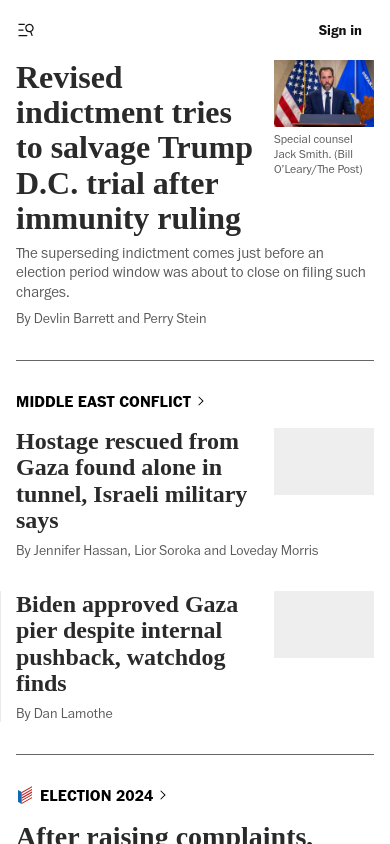 Sign in
Revised
indictment tries
to salvage Trump
D.C. trial after
immunity ruling
Special counsel
Jack Smith. (Bill
O'Leary/The Post)
The superseding indictment comes just before an
election period window was about to close on filing such
charges.
By Devlin Barrett and Perry Stein
MIDDLE EAST CONFLICT
Hostage rescued from
Gaza found alone in
tunnel, Israeli military
says
By Jennifer Hassan, Lior Soroka and Loveday Morris
Biden approved Gaza
pier despite internal
pushback, watchdog
finds
By Dan Lamothe
ELECTION 2024
After raising complaints,